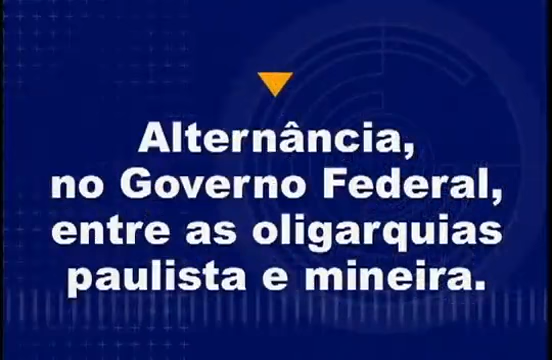 Alternância,
no Governo Federal,
entre as oligarquias
paulista e mineira.